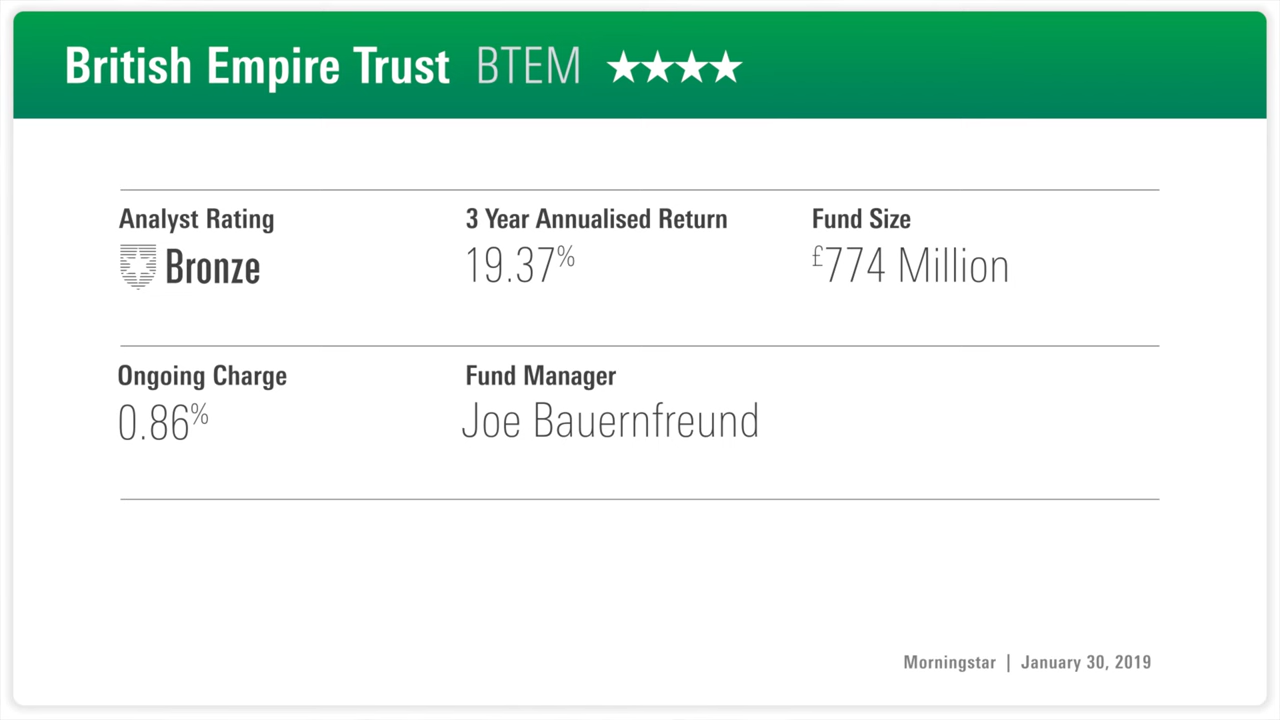 British Empire Trust BTEM ★★★★
Analyst Rating 3 Year Annualised Return Fund Size
Bronze 19.37% £774 Million
Ongoing Charge Fund Manager
0.86% Joe Bauernfreund
Morningstar | January 30, 2019